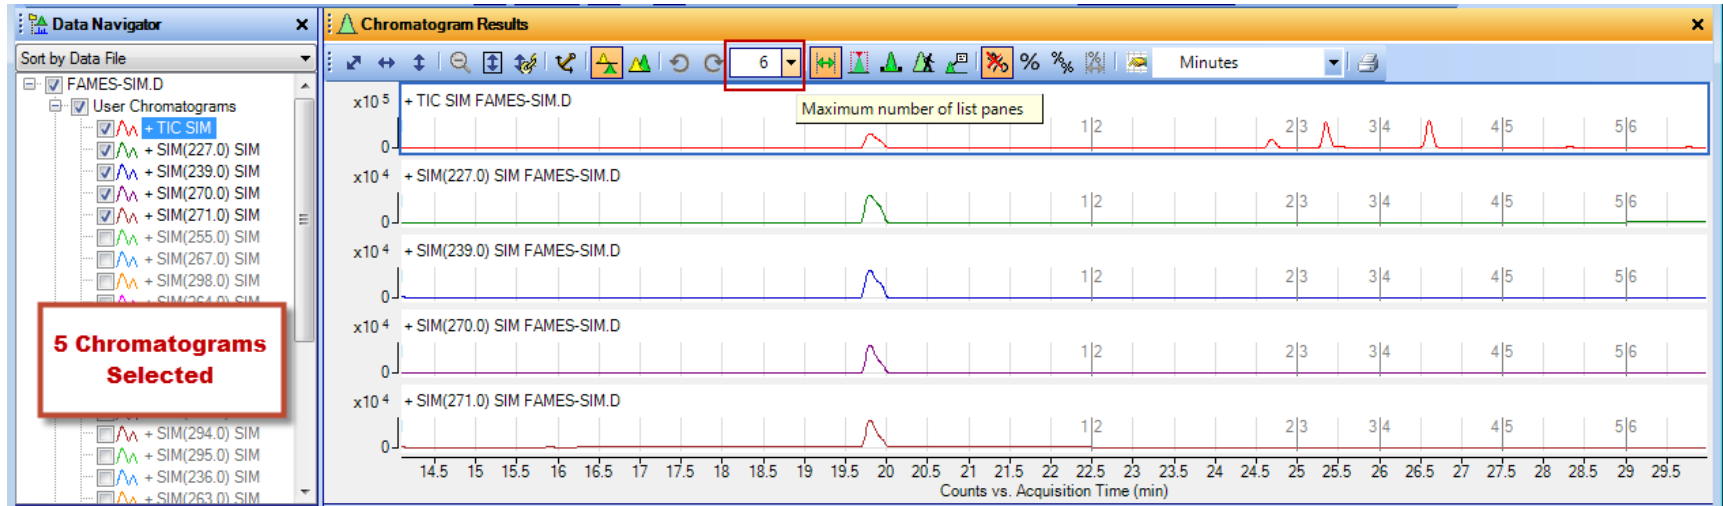 Data Navigator
Sort by Data File
FAMES-SIM.D
User Chromatograms
+ TIC SIM
+ SIM(227.0) SIM
+ SIM(239.0) SIM
+ SIM(270.0) SIM
+ SIM(271.0) SIM
+ SIM(255.0) SIM
+ SIM(267.0) SIM
+ SIM(298.0) SIM
+ SIM(264.0) SIM
5 Chromatograms
Selected
+ SIM(294.0) SIM
+ SIM(295.0) SIM
+ SIM(236.0) SIM
+ SIM(263.0) SIM
Chromatogram Results
6
Minutes
Maximum number of list panes
x10 5 + TIC SIM FAMES-SIM.D
1|2 2|3 3|4 4|5 5|6
0
x10 4 + SIM(227.0) SIM FAMES-SIM.D
1|2 2|3 3|4 4|5 5|6
0
x10 4 + SIM(239.0) SIM FAMES-SIM.D
1|2 2|3 3|4 4|5 5|6
0
x10 4 + SIM(270.0) SIM FAMES-SIM.D
1|2 2|3 3|4 4|5 5|6
0
x10 4 + SIM(271.0) SIM FAMES-SIM.D
1|2 2|3 3|4 4|5 5|6
0
14.5 15 15.5 16 16.5 17 17.5 18 18.5 19 19.5 20 20.5 21 21.5 22 22.5 23 23.5 24 24.5 25 25.5 26 26.5 27 27.5 28 28.5 29 29.5
Counts vs. Acquisition Time (min)